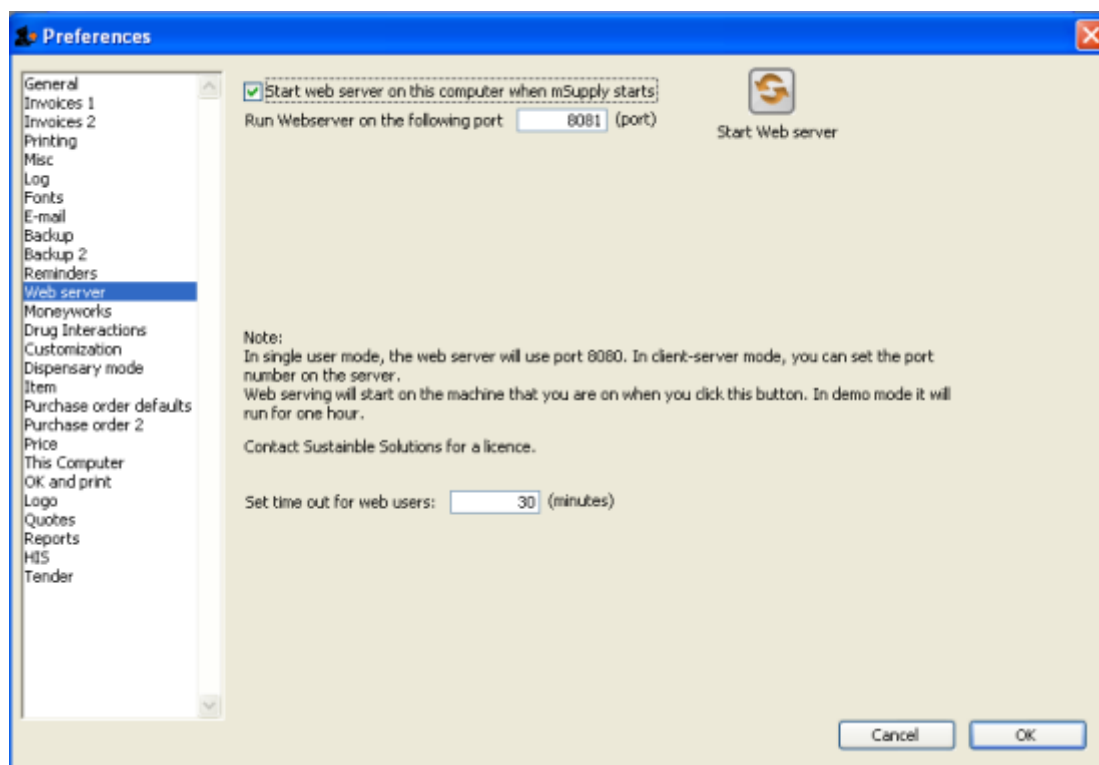 Preferences
General
Invoices 1
Invoices 2
Printing
Misc
Log
Fonts
E-mail
Backup
Backup 2
Reminders
Web server
Moneyworks
Drug Interactions
Customization
Dispensary mode
Item
Purchase order defaults
Purchase order 2
Price
This Computer
OK and print
Logo
Quotes
Reports
HIS
Tender
Start web server on this computer when mSupply starts
Run Webserver on the following port 8081 (port)
Start Web server
Note:
In single user mode, the web server will use port 8080. In client-server mode, you can set the port
number on the server.
Web serving will start on the machine that you are on when you click this button. In demo mode it will
run for one hour.
Contact Sustainble Solutions for a licence.
Set time out for web users: 30 (minutes)
Cancel OK